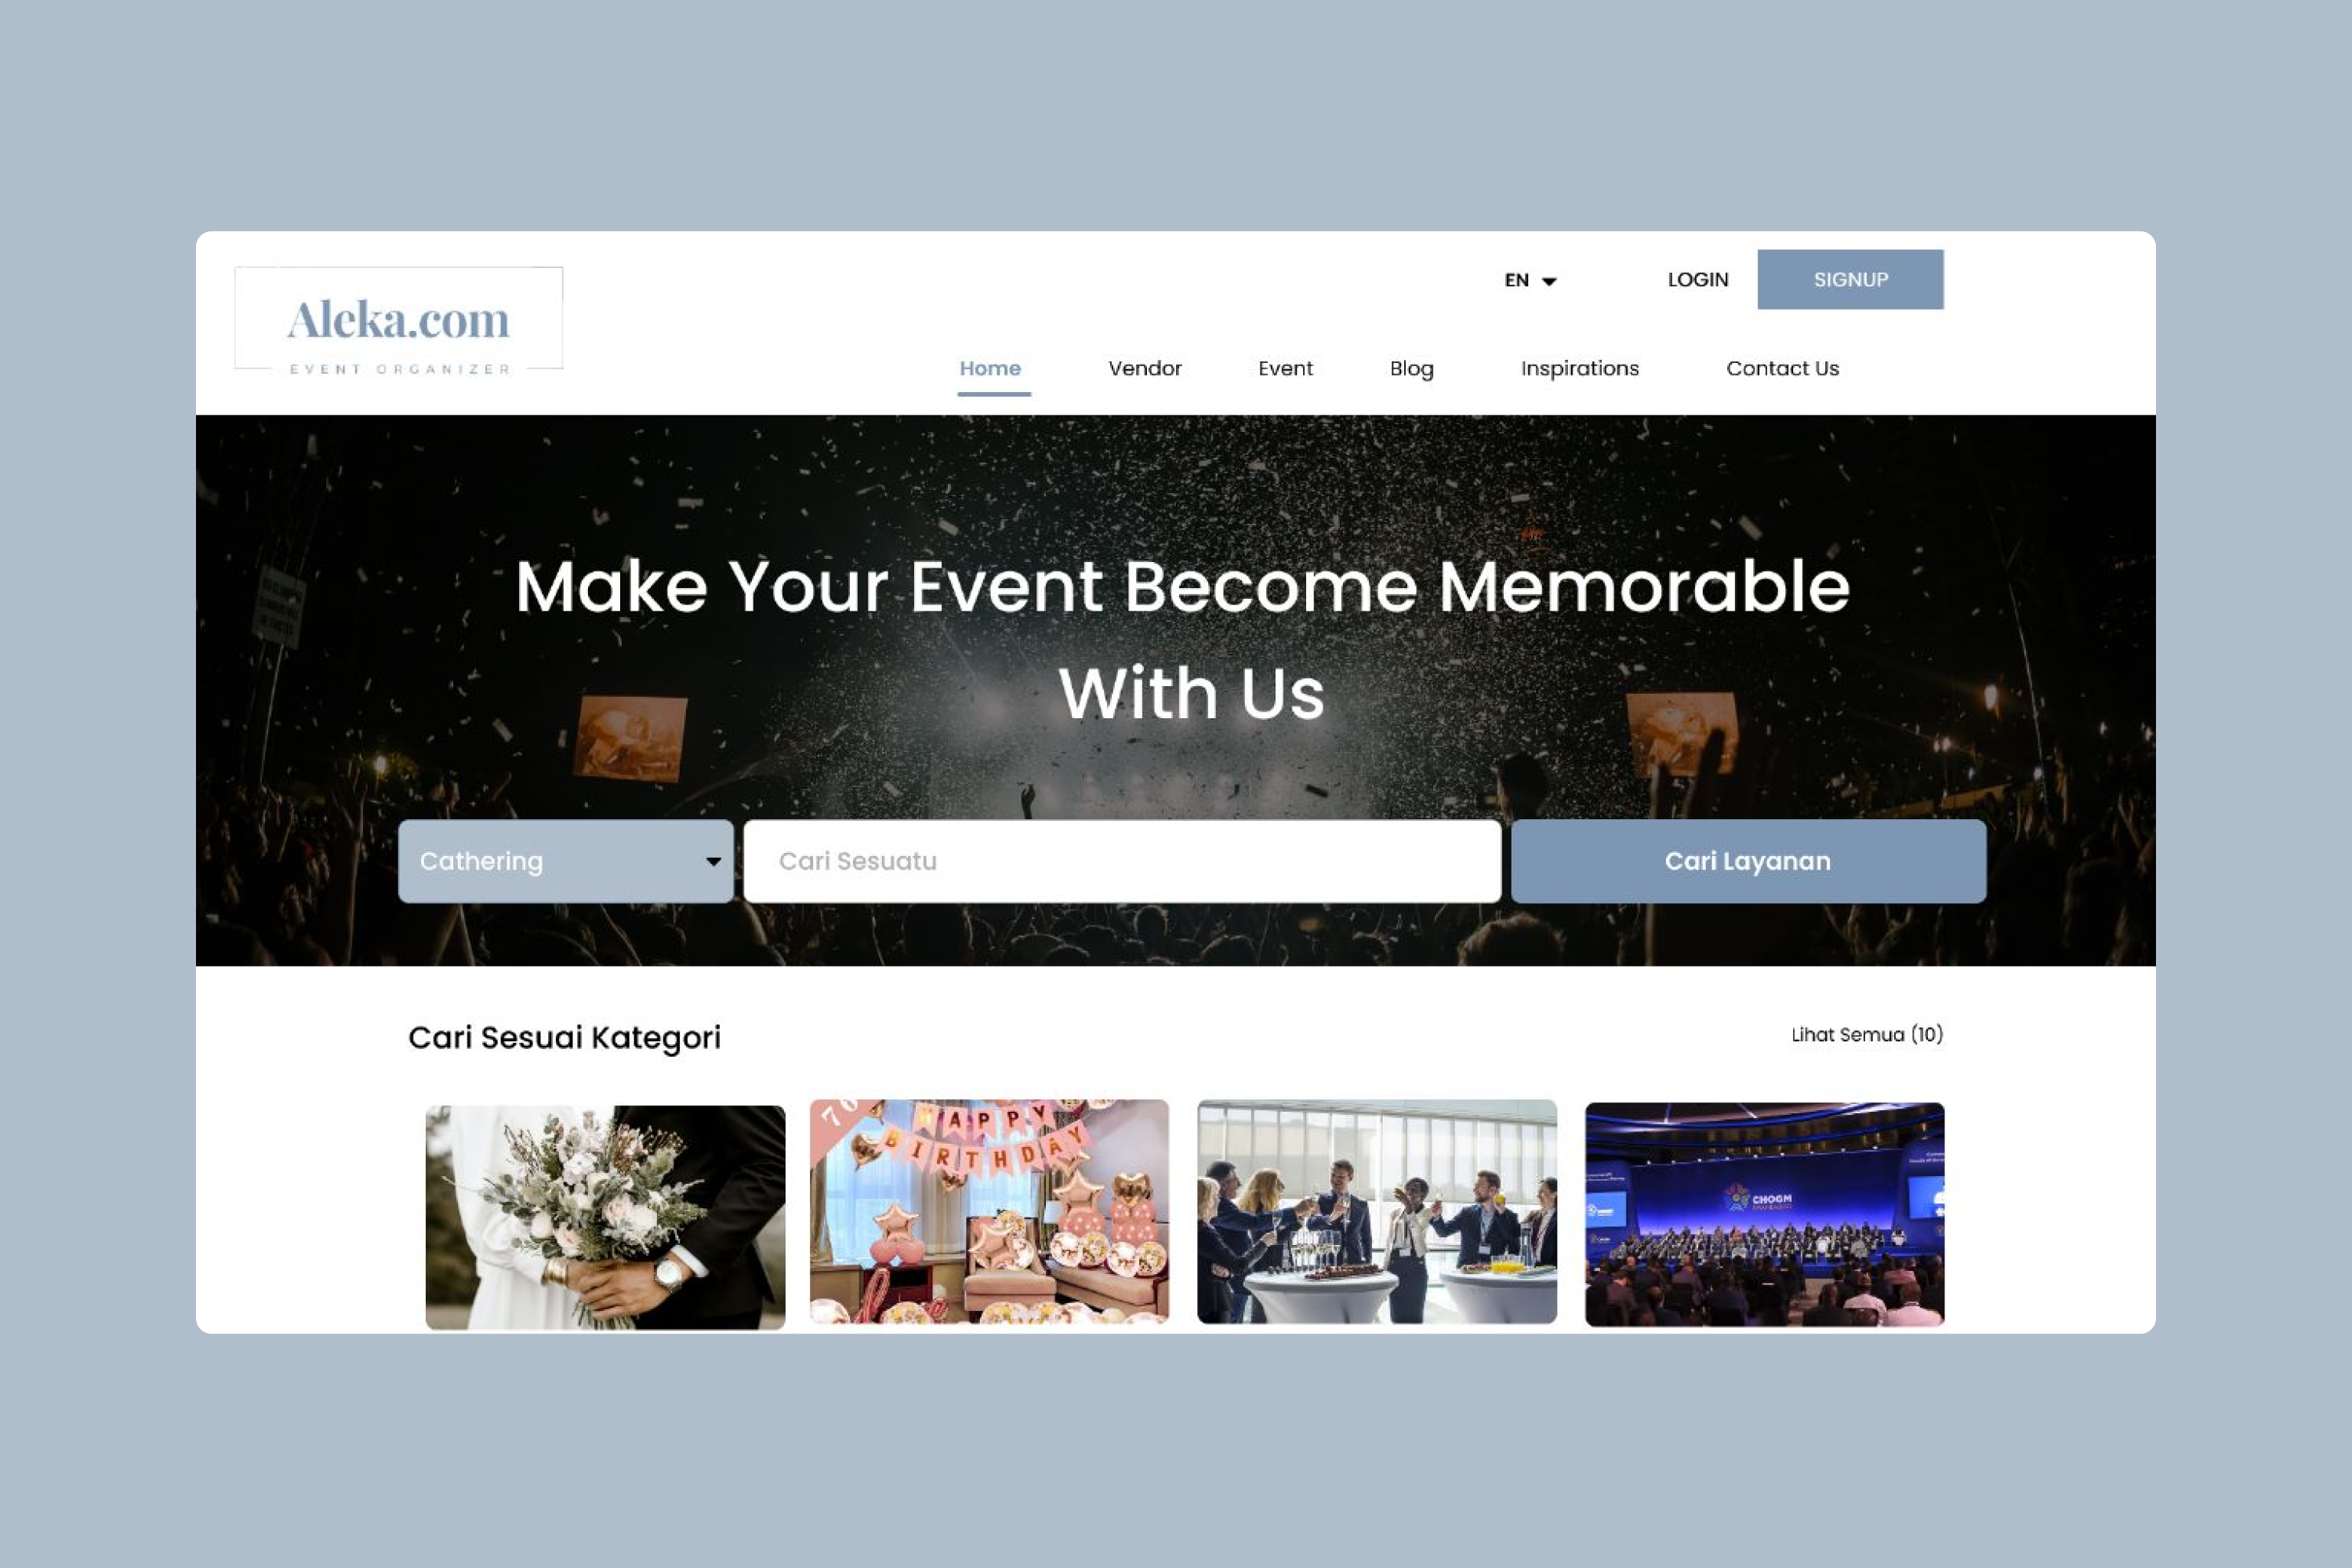 Aleka.com
EVENT ORGANIZER
EN
LOGIN
SIGNUP
Home
Vendor
Event
Blog
Inspirations
Contact Us
Make Your Event Become Memorable
With Us
Cathering
Cari Sesuatu
Cari Layanan
Cari Sesuai Kategori
Lihat Semua (10)
HAPPY
BIRTHDAY
CHOGM